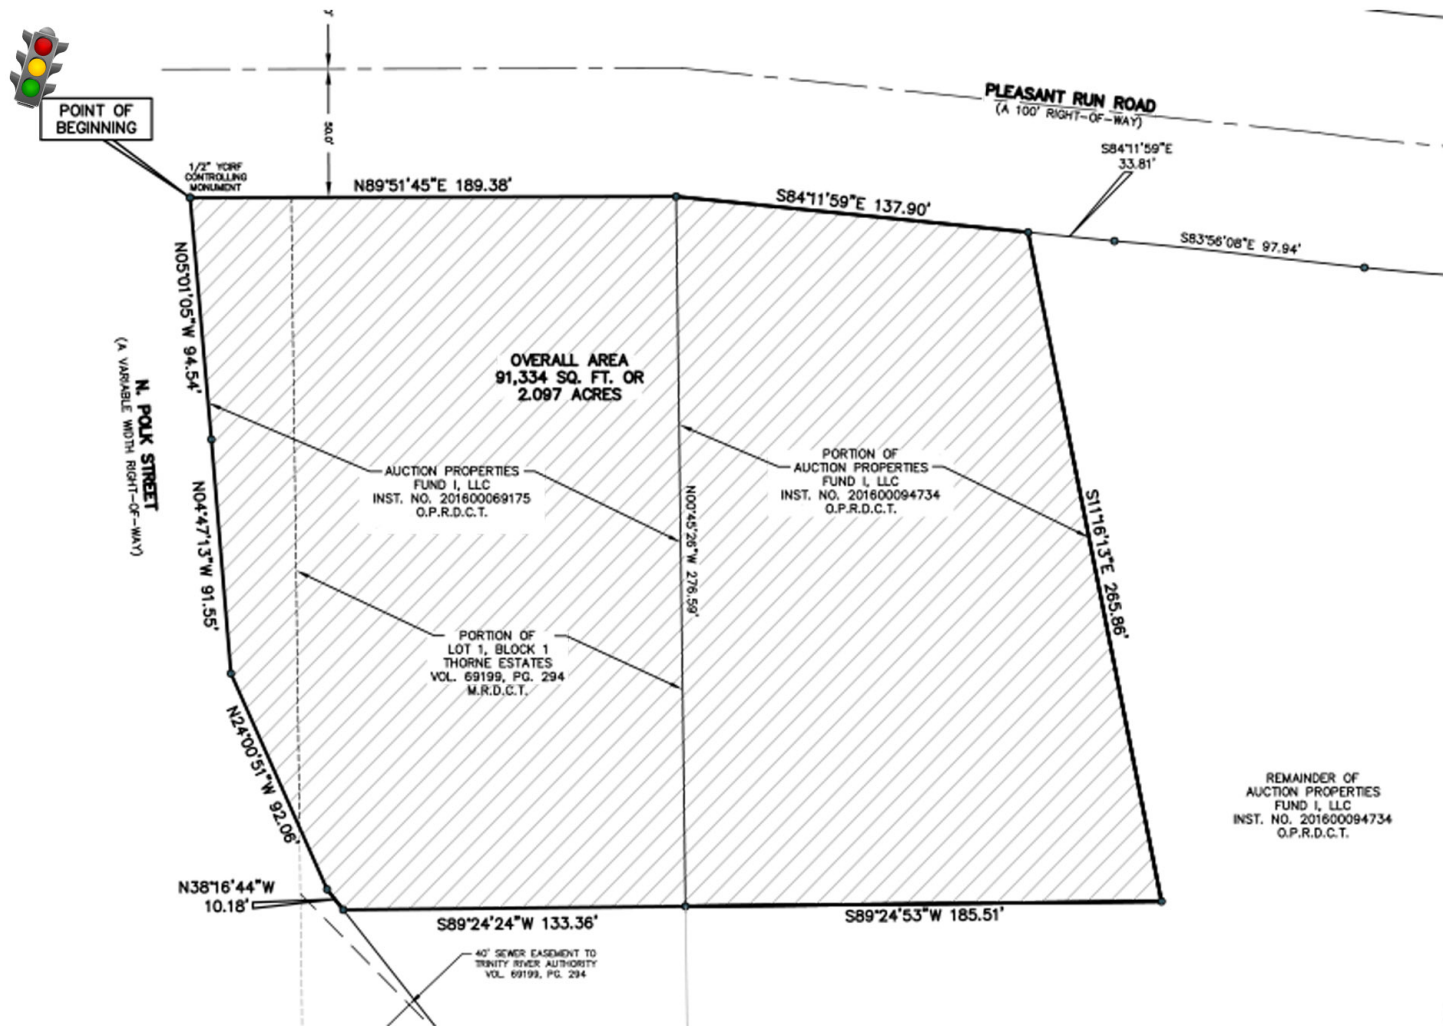 POINT OF
BEGINNING
1/2" YCIRF
CONTROLLING
MONUMENT
50.0'
PLEASANT RUN ROAD
(A 100' RIGHT-OF-WAY)
S84°11'59"E
33.81'
N89°51'45"E 189.38'
S84°11'59"E 137.90'
S83°56'08"E 97.94'
N05°01'05"W 94.54'
N. POLK STREET
(A VARIABLE WIDTH RIGHT-OF-WAY)
OVERALL AREA
91,334 SQ. FT. OR
2.097 ACRES
AUCTION PROPERTIES
FUND I, LLC
INST. NO. 201600069175
O.P.R.D.C.T.
PORTION OF
AUCTION PROPERTIES
FUND I, LLC
INST. NO. 201600094734
O.P.R.D.C.T.
N04°47'13"W 91.55'
N00°45'26"W 276.59'
S11°16'13"E 265.86'
PORTION OF
LOT 1, BLOCK 1
THORNE ESTATES
VOL. 69199, PG. 294
M.R.D.C.T.
N24°00'51"W 92.06'
REMAINDER OF
AUCTION PROPERTIES
FUND I, LLC
INST. NO. 201600094734
O.P.R.D.C.T.
N38°16'44"W
10.18'
S89°24'24"W 133.36'
S89°24'53"W 185.51'
40' SEWER EASEMENT TO
TRINITY RIVER AUTHORITY
VOL. 69199, PG. 294